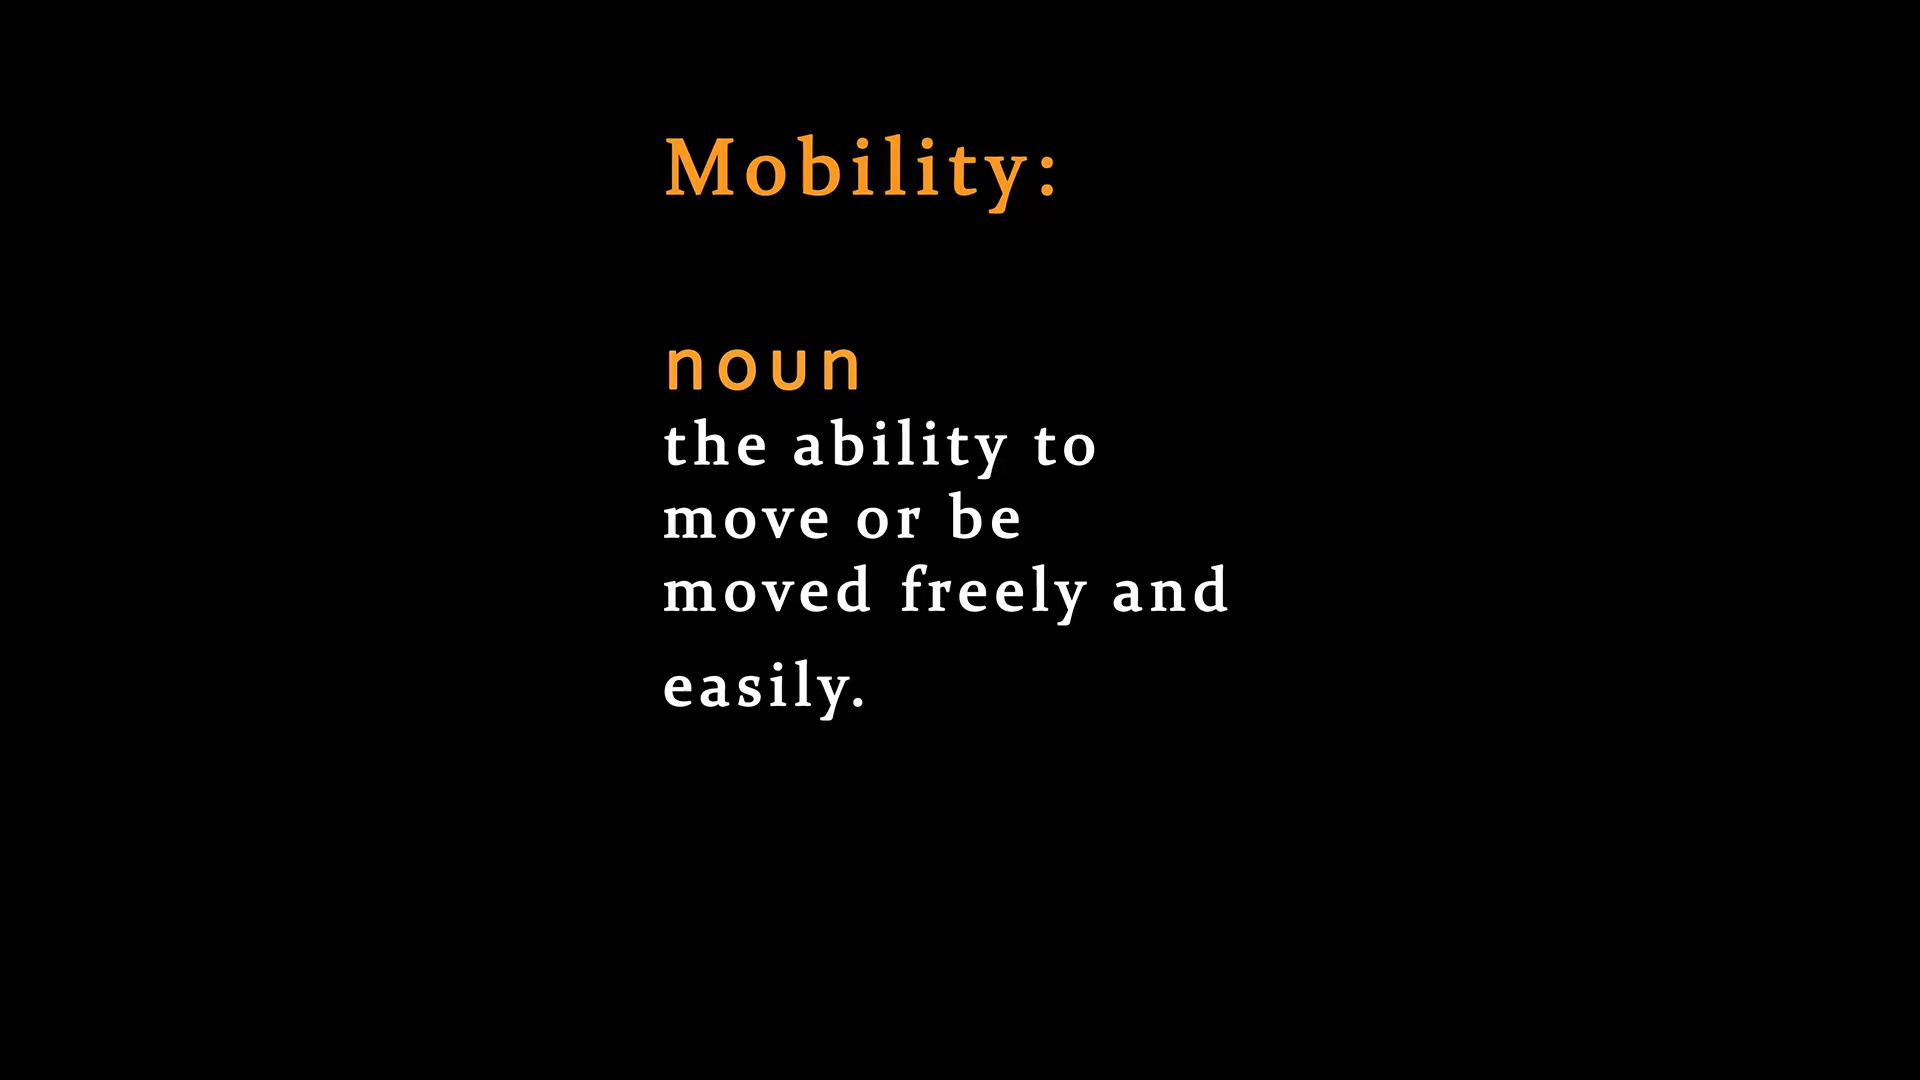 Mobility:
noun
the ability to
move or be
moved freely and
easily.